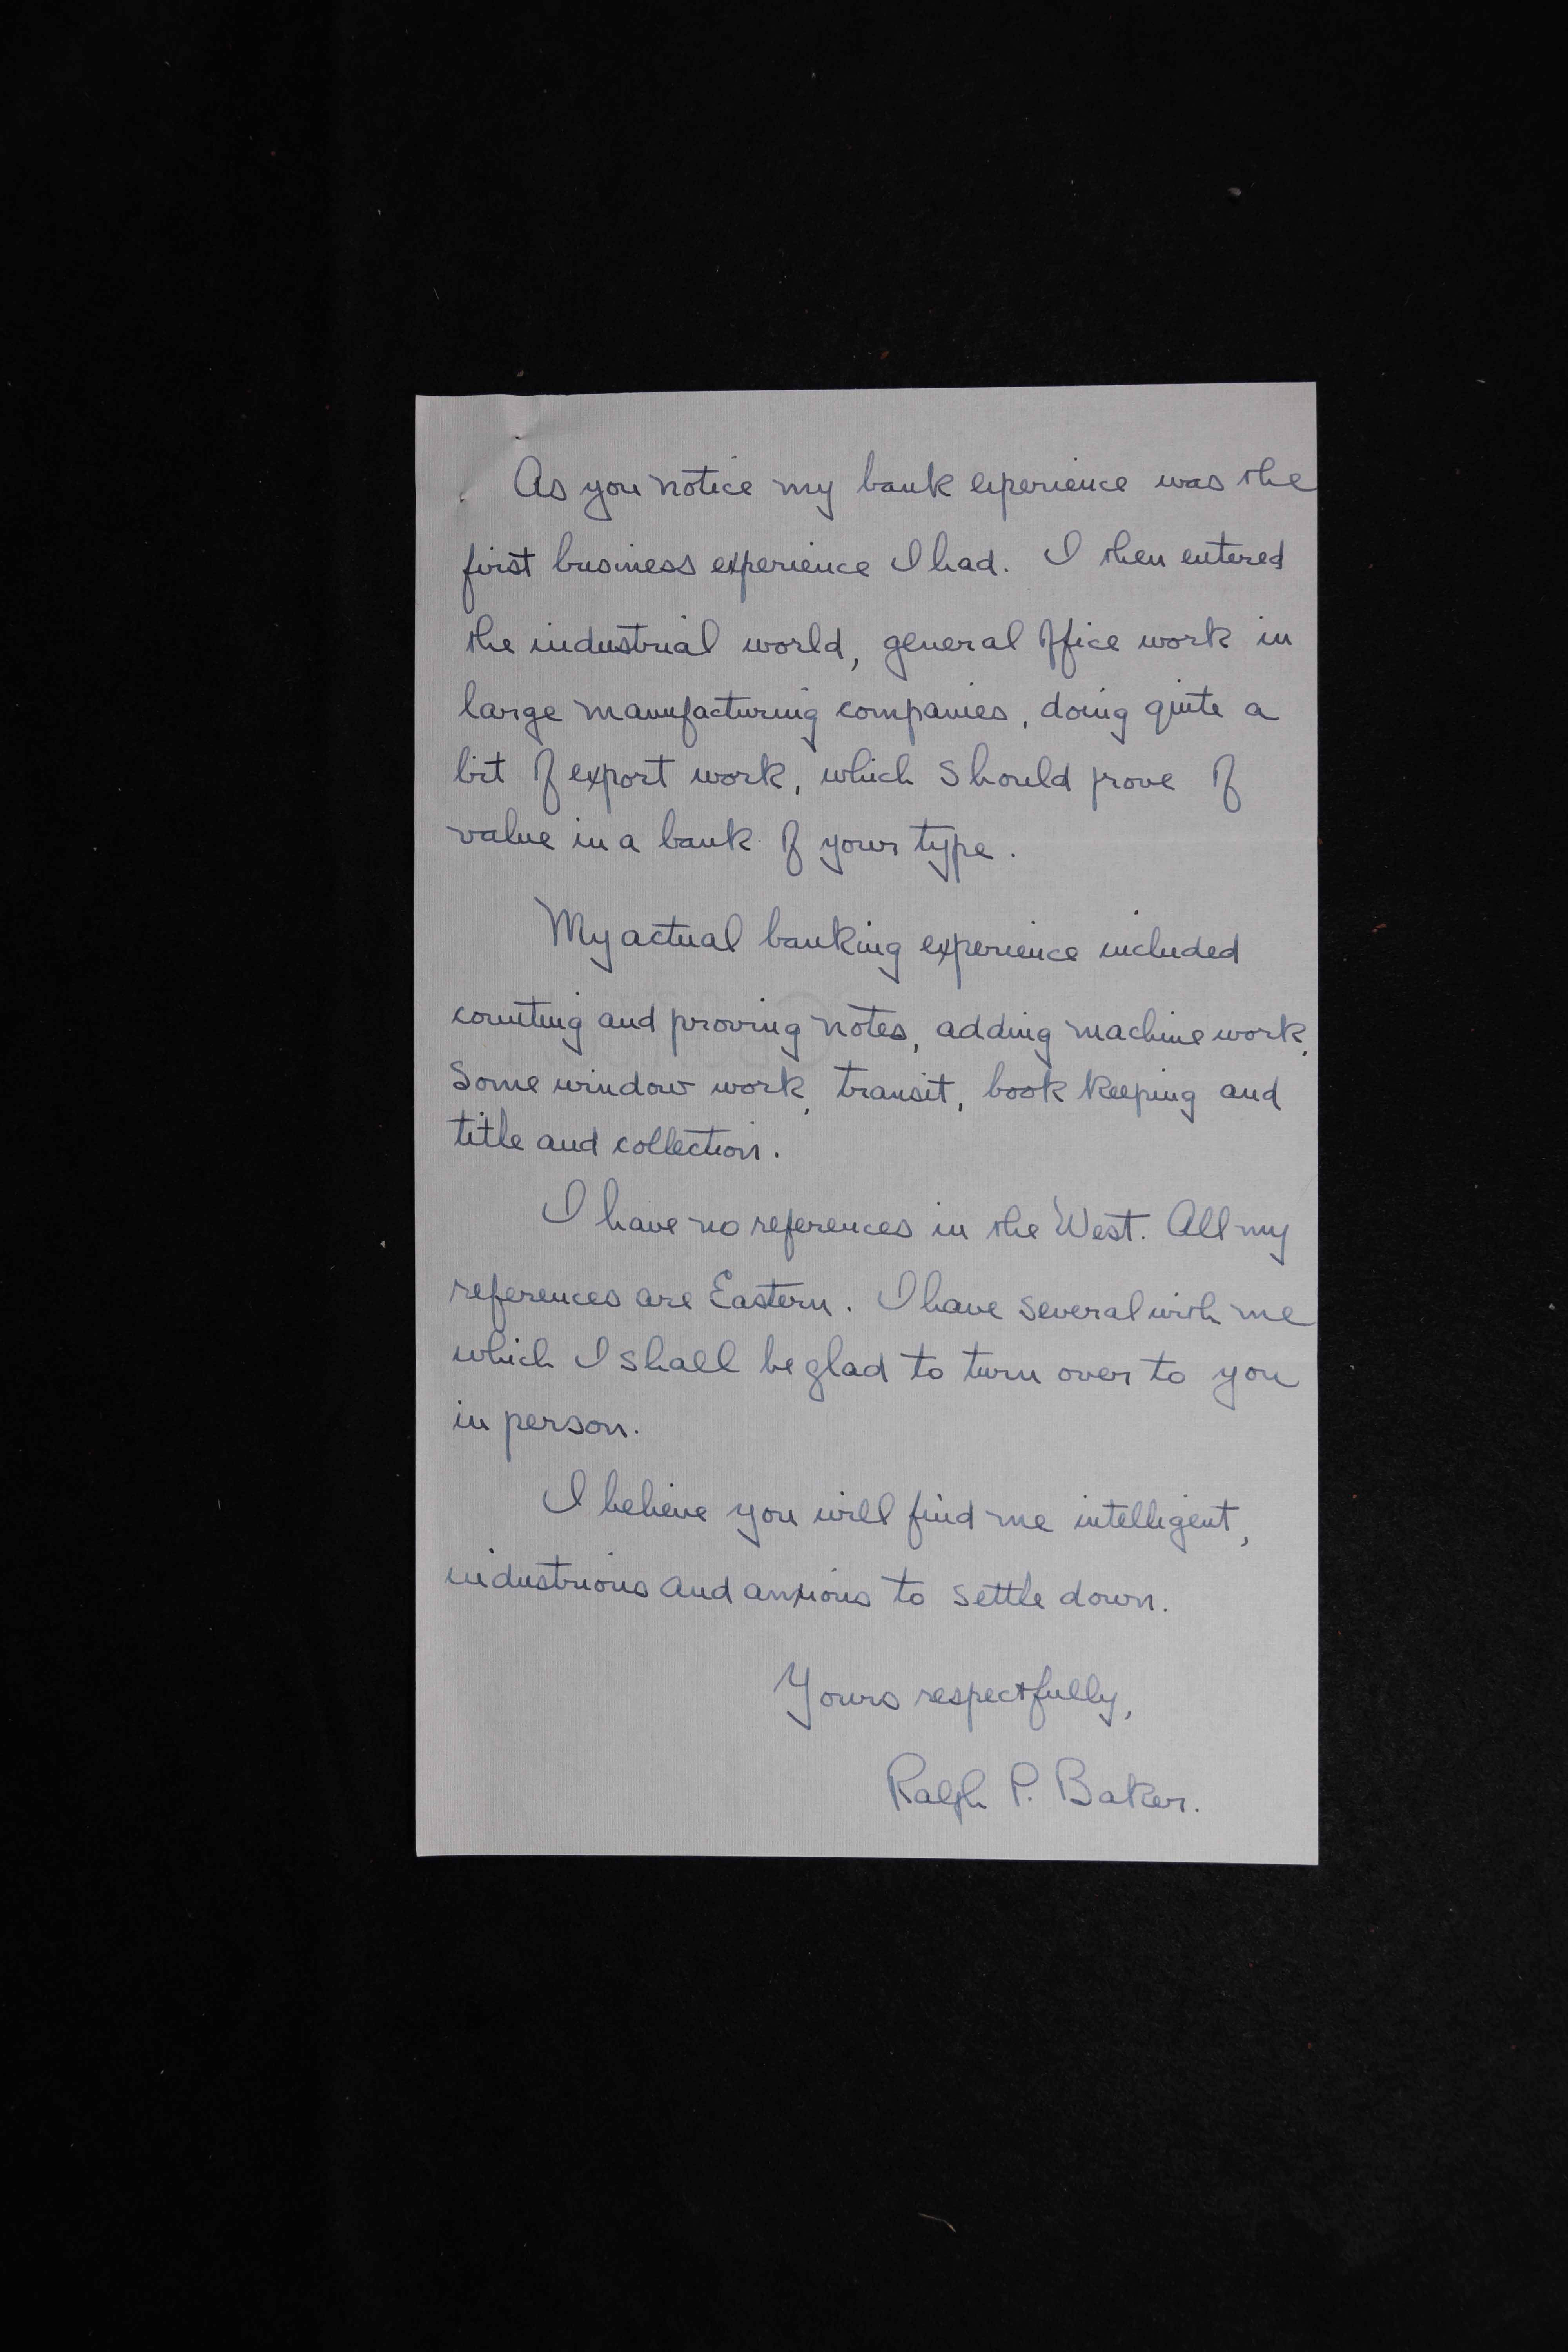 As you notice my bank eperience was the
first business experience I had. I then entered
the industrial world, general office work in
large manufacturing companies, doing quite a
bit of export work, which should prove of
value in a bank of your type.
My actual banking experience included
counting and proving notes, adding machine work,
some window work, transit, book keeping and
title and collection.
I have no references in the West. All my
references are Eastern. I have several with me
which I shall be glad to turn over to you
in person.
I believe you will find me intelligent,
industrious and anxious to settle down.
Yours respectfully,
Ralph P. Baker.